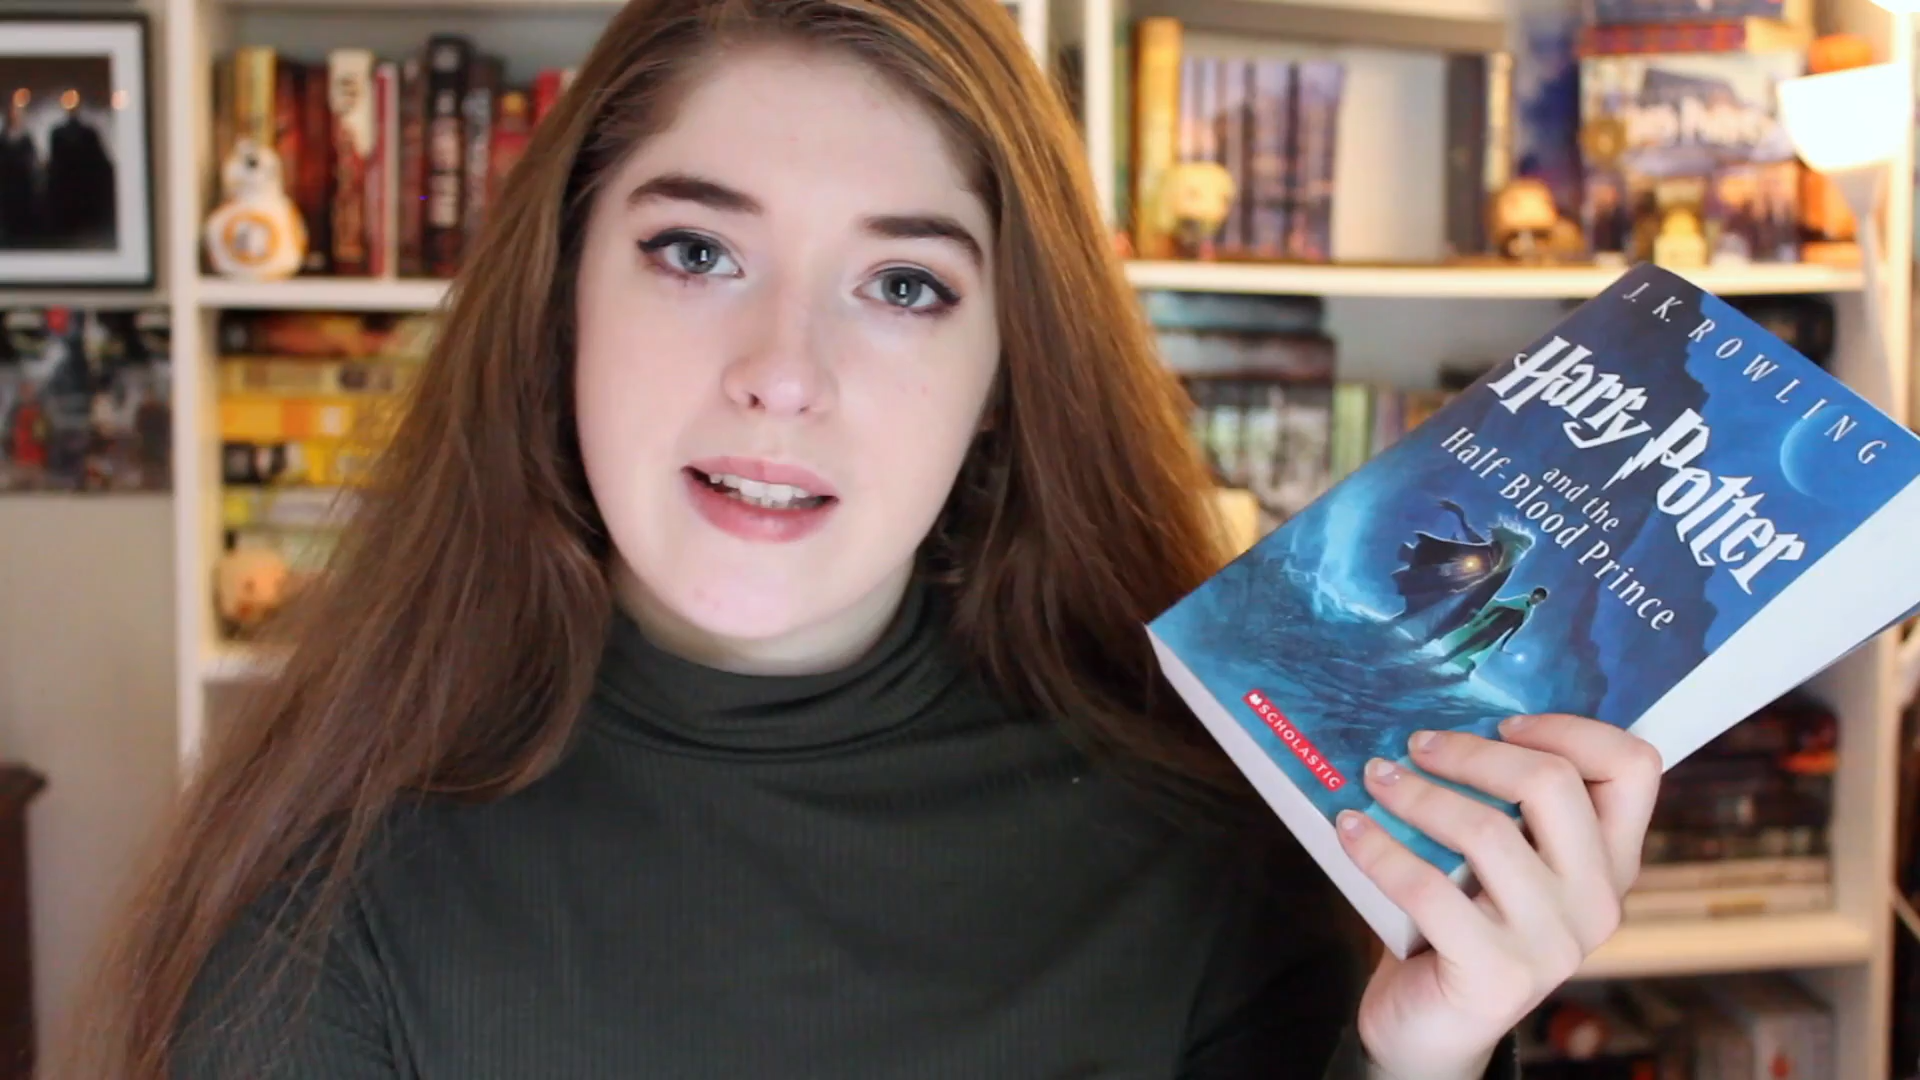 J. K. ROWLING
Harry Potter
and the
Half-Blood Prince
SCHOLASTIC